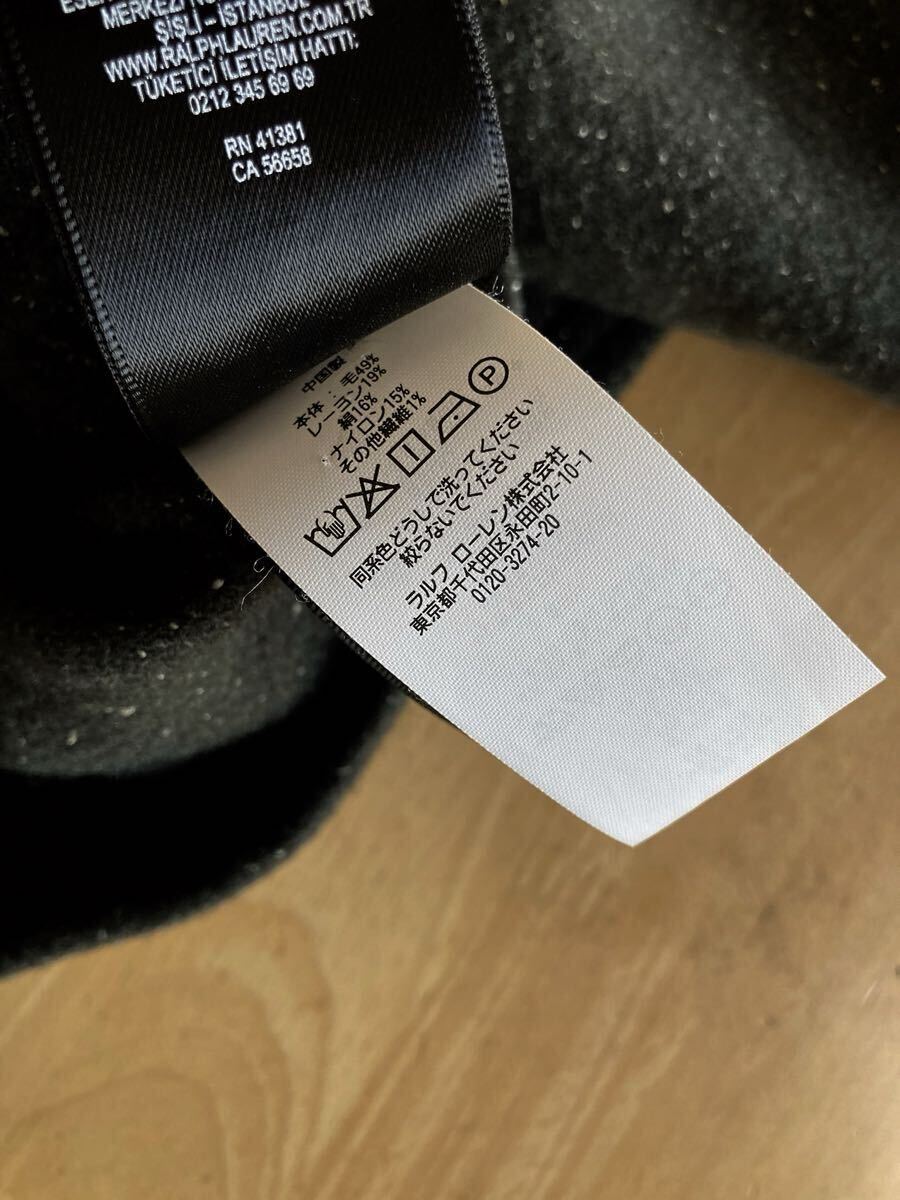 MERKEZİ
ŞİŞLİ - İSTANBUL
WWW.RALPHLAUREN.COM.TR
TÜKETİCİ İLETİŞİM HATTI:
0212 345 69 69
RN 41381
CA 56658
中国製
本体：毛49%
レーヨン19%
絹16%
ナイロン15%
その他繊維1%
P
同系色どうしで洗ってください
絞らないでください
ラルフ ローレン株式会社
東京都千代田区永田町2-10-1
0120-3274-20